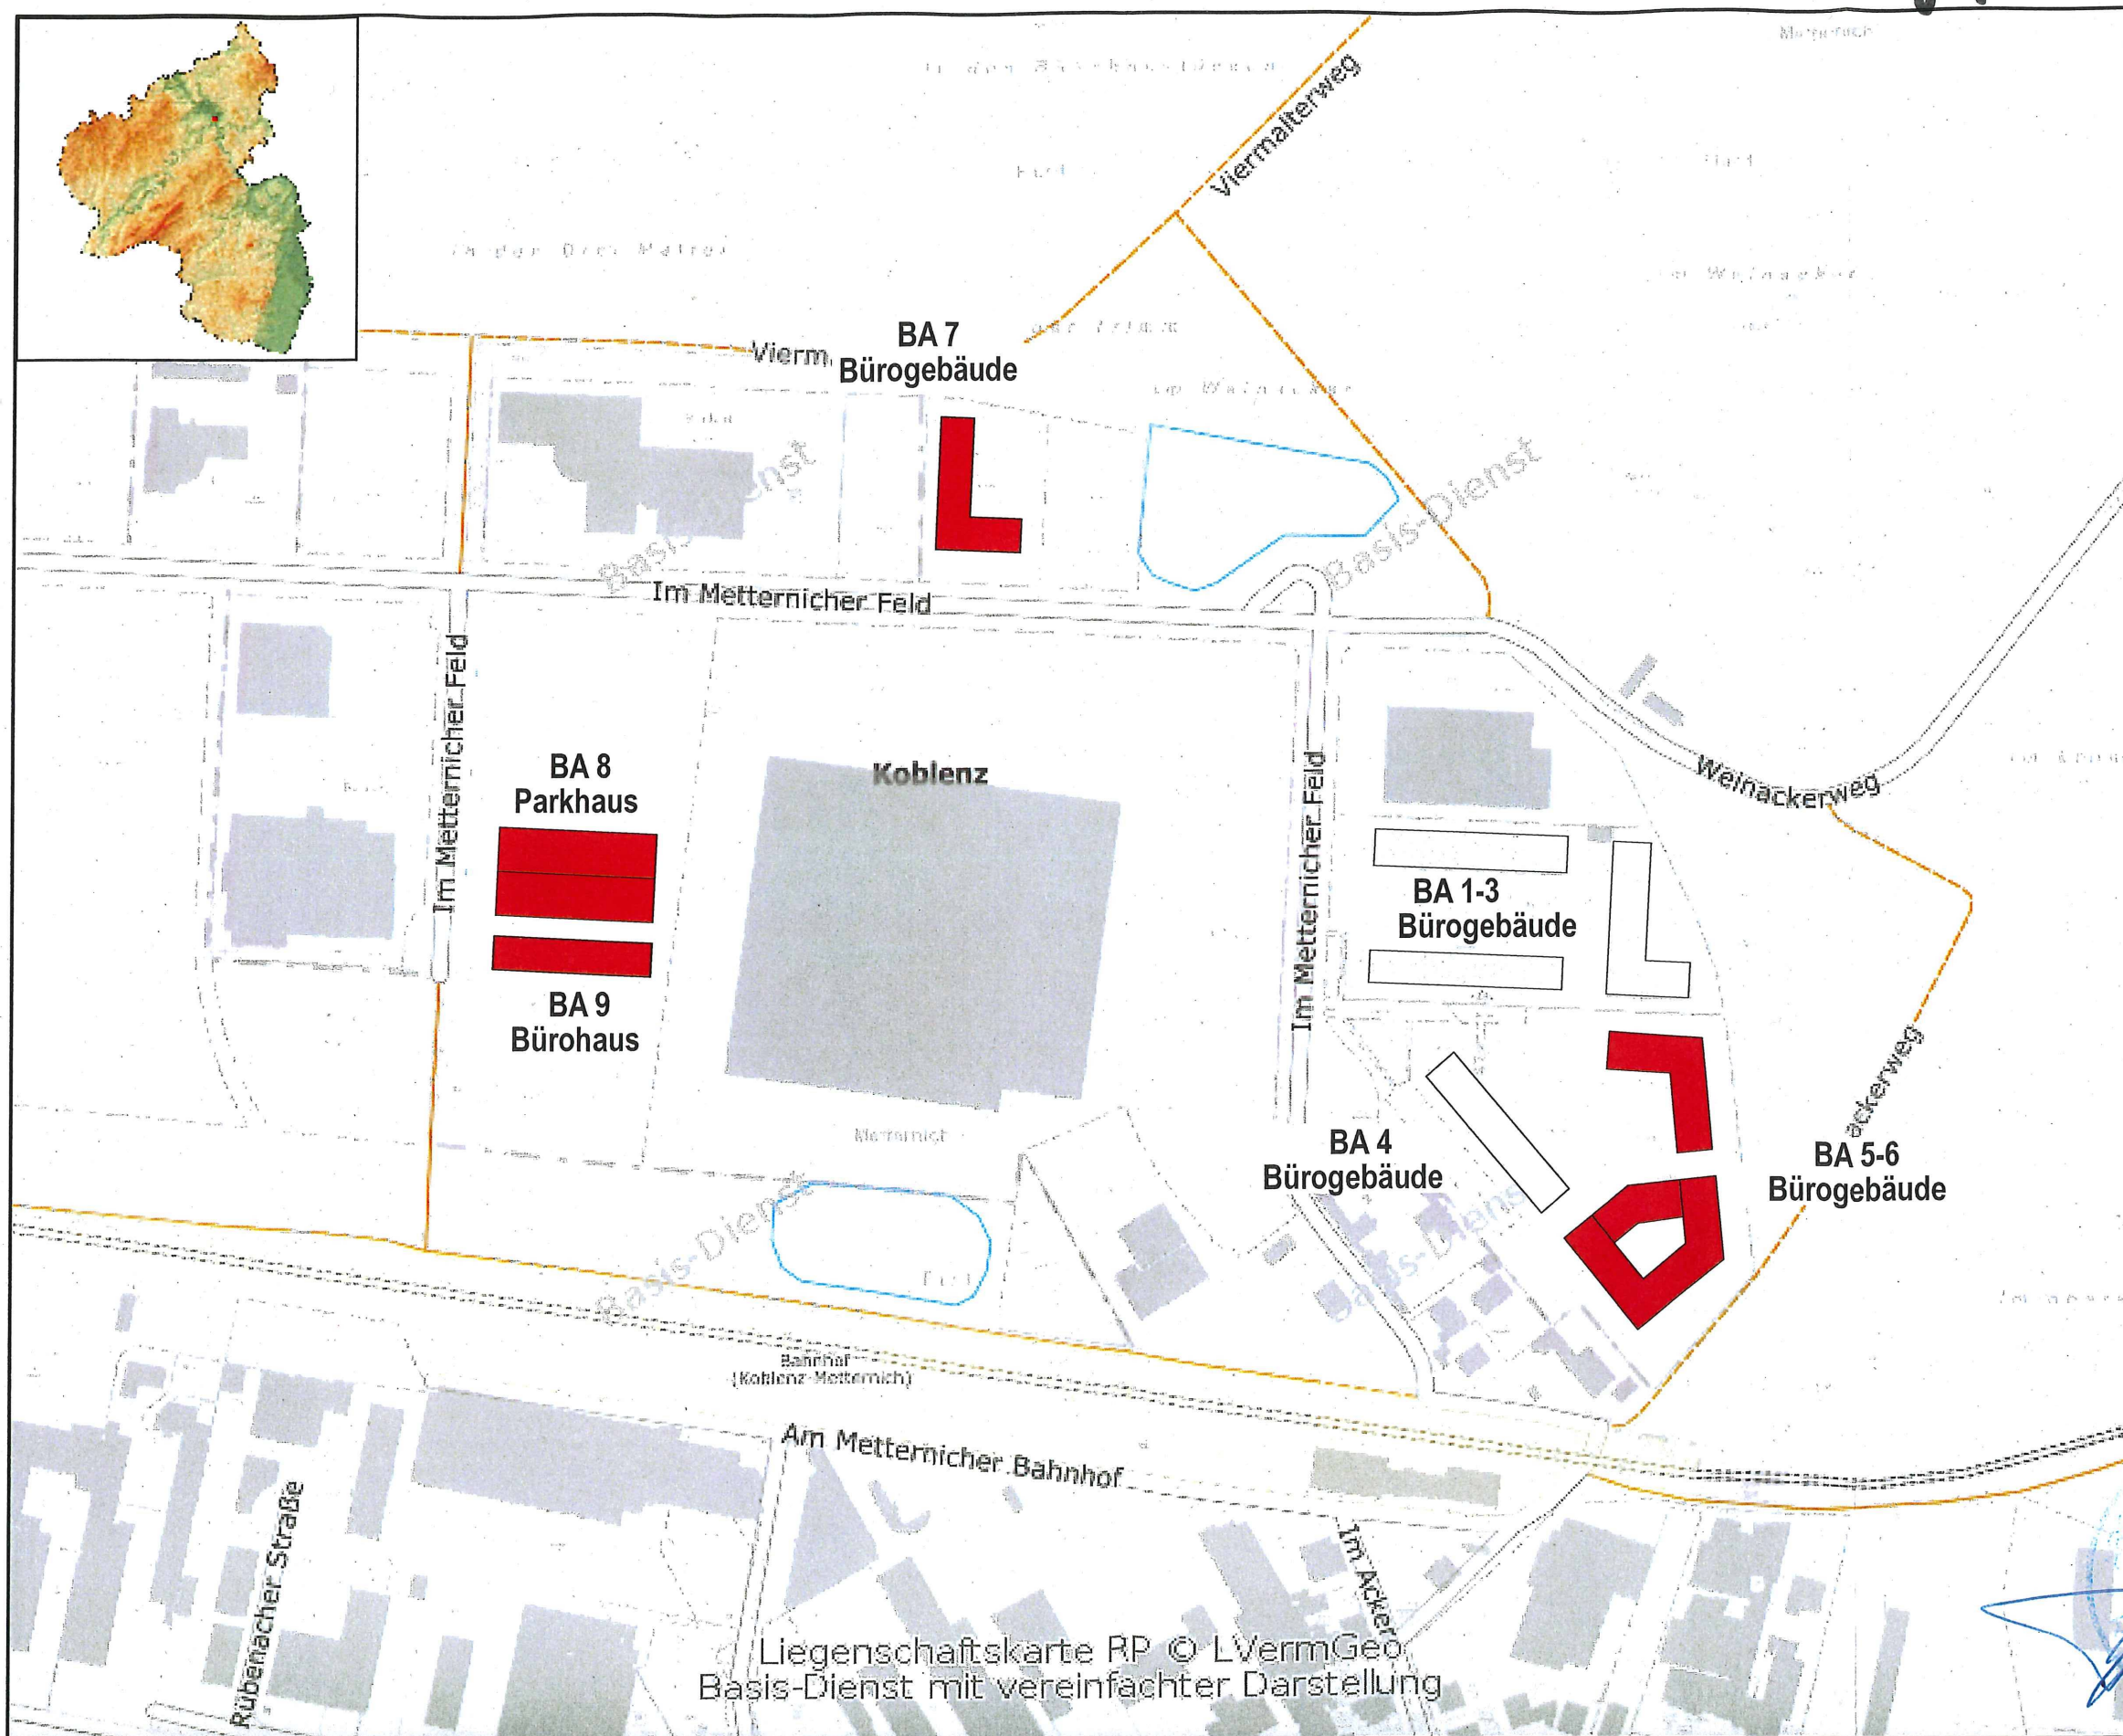 Viermalterweg
Vierm.
BA 7
Bürogebäude
Basis-Dienst
Im Metternicher Feld
Im Metternicher Feld
Im Metternicher Feld
BA 8
Parkhaus
Koblenz
Weinackerweg
BA 1-3
Bürogebäude
BA 9
Bürohaus
ackerweg
BA 4
Bürogebäude
BA 5-6
Bürogebäude
Basis-Dienst
Bahnhof
(Koblenz-Metternich)
Am Metternicher Bahnhof
Rübenacher Straße
Im Acker
Liegenschaftskarte RP © LVermGeo
Basis-Dienst mit vereinfachter Darstellung